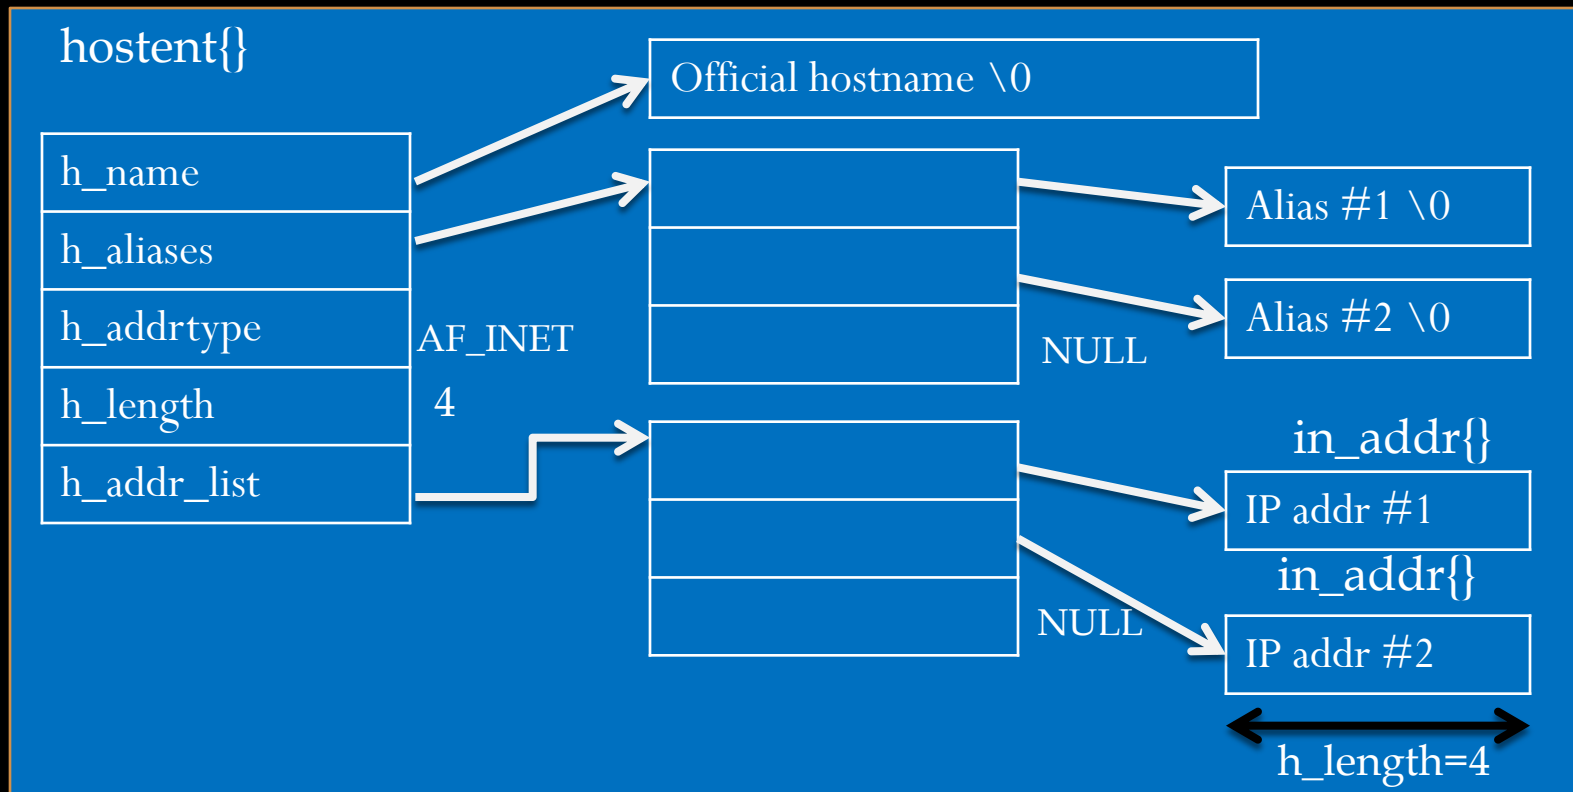 hostent{}
Official hostname \0
h_name
h_aliases
h_addrtype
h_length
h_addr_list
AF_INET
4
Alias #1 \0
Alias #2 \0
NULL
in_addr{}
IP addr #1
in_addr{}
NULL
IP addr #2
h_length=4